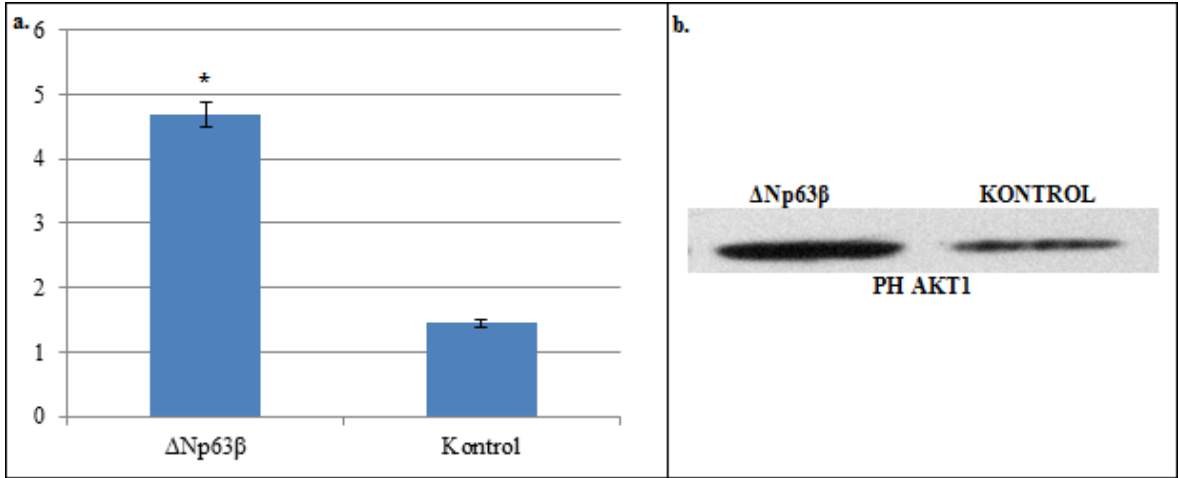 a.
6
5
4
3
2
1
0
*
ΔNp63β Kontrol
b.
ΔNp63β KONTROL
PH AKT1